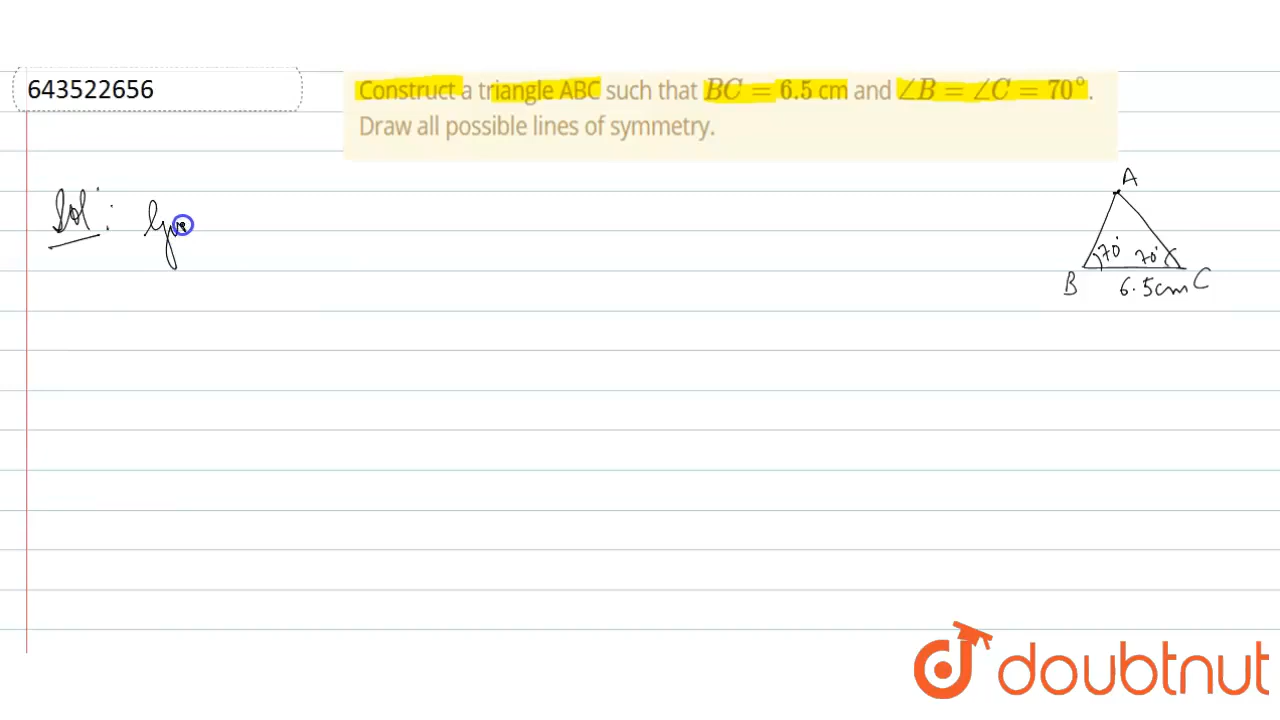 643522656
Construct a triangle ABC such that BC = 6.5 cm and ∠B = ∠C = 70°.
Draw all possible lines of symmetry.
Sol:
A
70° 70°
B 6.5cm C
doubtnut